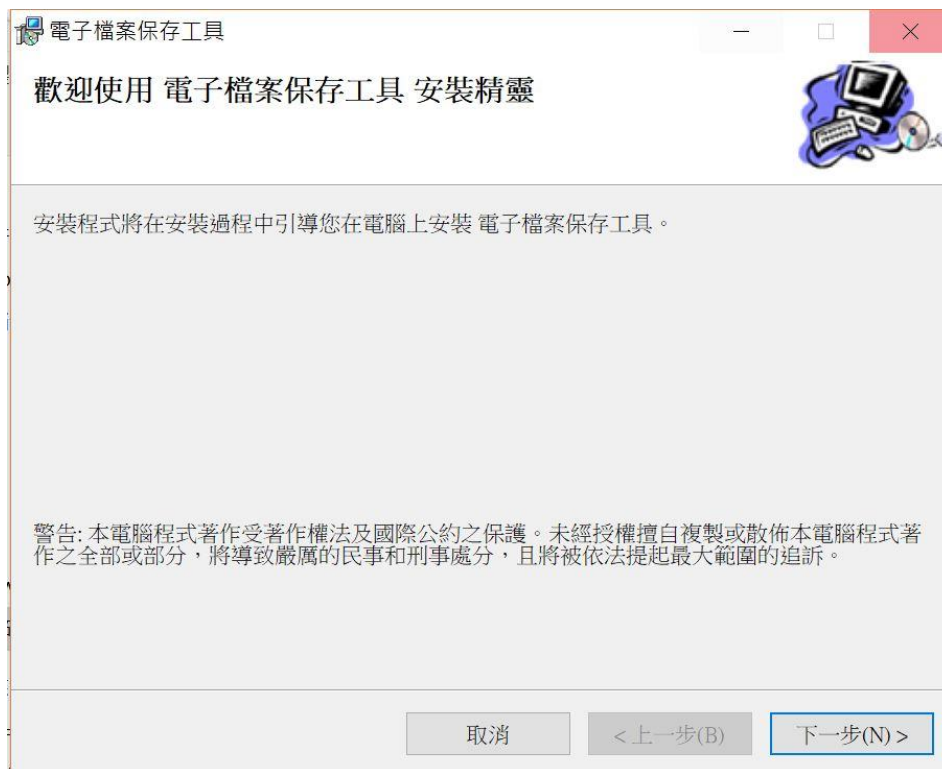 電子檔案保存工具
歡迎使用 電子檔案保存工具 安裝精靈
安裝程式將在安裝過程中引導您在電腦上安裝 電子檔案保存工具。
警告: 本電腦程式著作受著作權法及國際公約之保護。未經授權擅自複製或散佈本電腦程式著
作之全部或部分，將導致嚴厲的民事和刑事處分，且將被依法提起最大範圍的追訴。
取消
< 上一步(B)
下一步(N) >